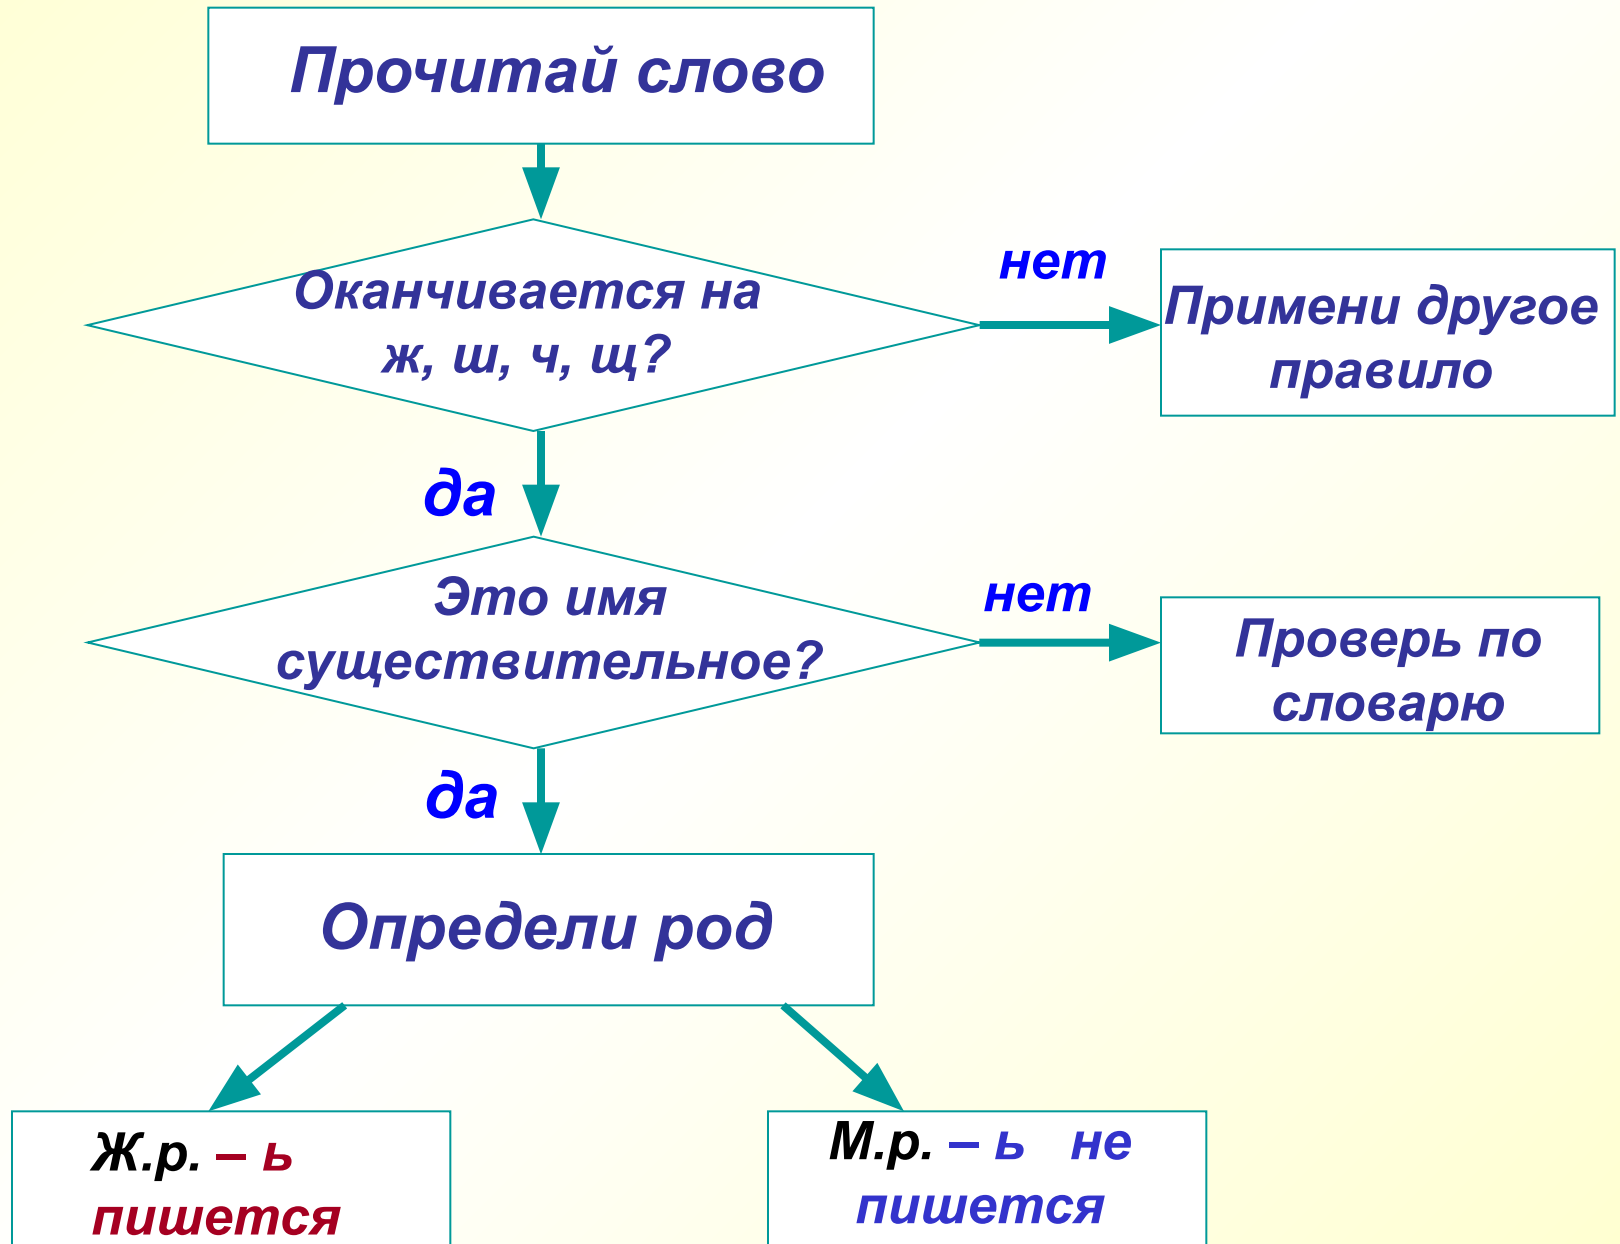 Прочитай слово
Оканчивается на
ж, ш, ч, щ?
нет
Примени другое
правило
да
Это имя
существительное?
нет
Проверь по
словарю
да
Определи род
Ж.р. – ь
пишется
М.р. – ь не
пишется